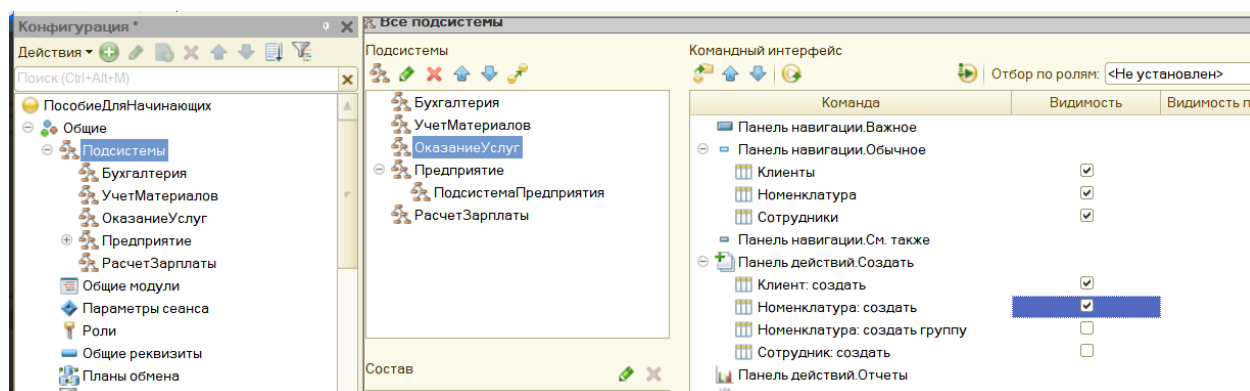 Конфигурация *
Действия
Поиск (Ctrl+Alt+M)
ПособиеДляНачинающих
Общие
Подсистемы
Бухгалтерия
УчетМатериалов
ОказаниеУслуг
Предприятие
РасчетЗарплаты
Общие модули
Параметры сеанса
Роли
Общие реквизиты
Планы обмена
Все подсистемы
Подсистемы
Бухгалтерия
УчетМатериалов
ОказаниеУслуг
Предприятие
ПодсистемаПредприятия
РасчетЗарплаты
Состав
Командный интерфейс
Отбор по ролям: <Не установлен>
Команда Видимость Видимость п
Панель навигации.Важное
Панель навигации.Обычное
Клиенты
Номенклатура
Сотрудники
Панель навигации.См. также
Панель действий.Создать
Клиент: создать
Номенклатура: создать
Номенклатура: создать группу
Сотрудник: создать
Панель действий.Отчеты